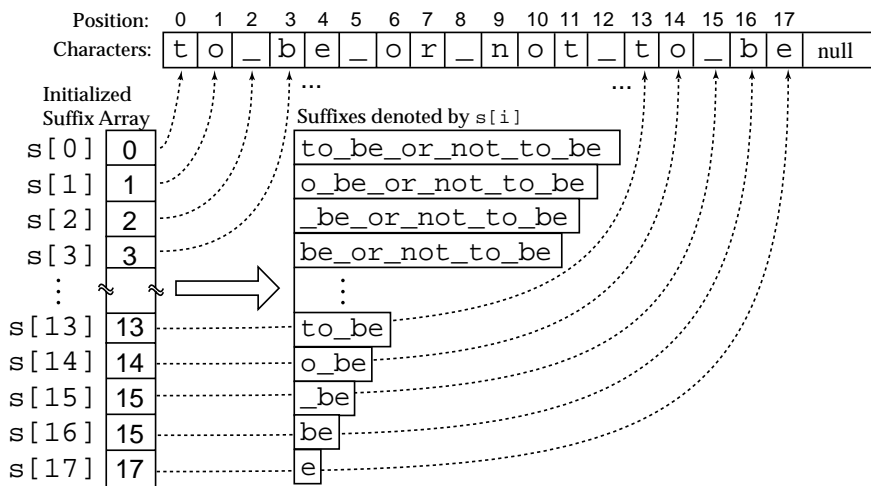 Position: 0 1 2 3 4 5 6 7 8 9 10 11 12 13 14 15 16 17
Characters: t o _ b e _ o r _ n o t _ t o _ b e null
... ...
Initialized
Suffix Array
Suffixes denoted by s[i]
s[0] 0 to_be_or_not_to_be
s[1] 1 o_be_or_not_to_be
s[2] 2 _be_or_not_to_be
s[3] 3 be_or_not_to_be
s[13] 13 to_be
s[14] 14 o_be
s[15] 15 _be
s[16] 15 be
s[17] 17 e